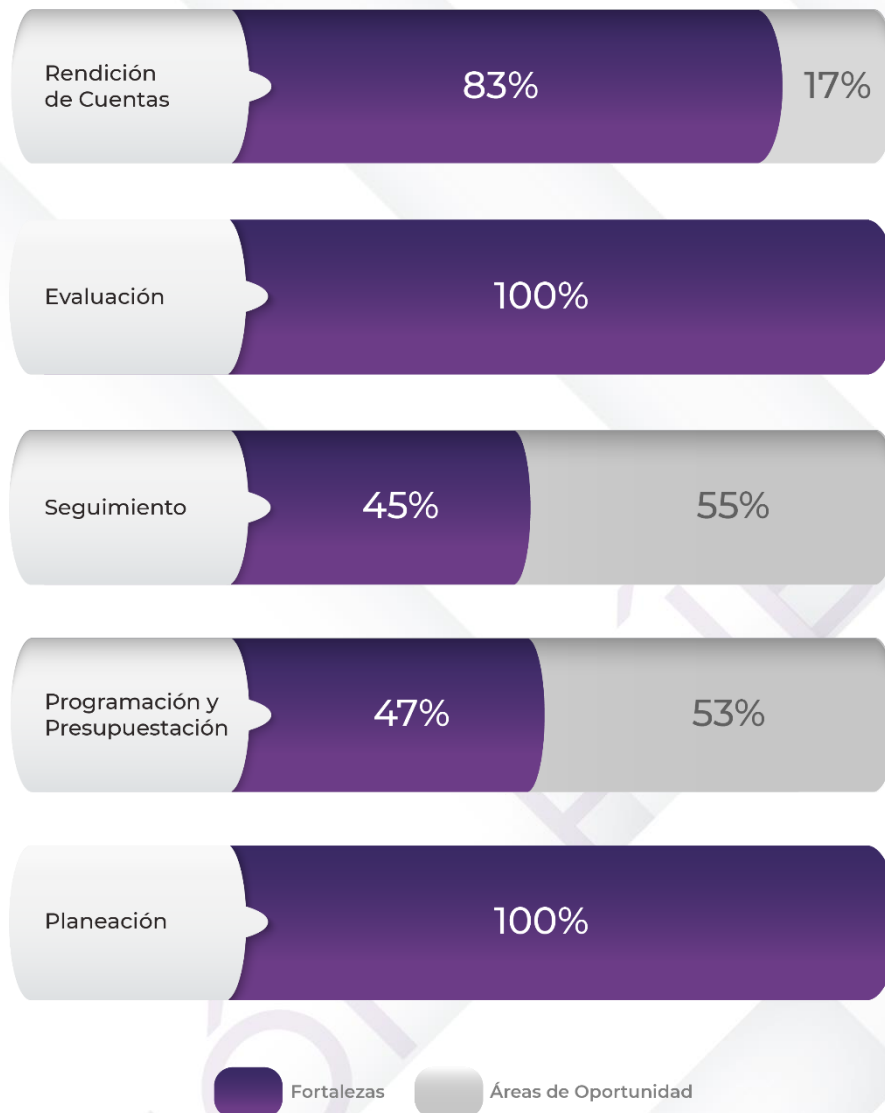 Rendición
de Cuentas
83%
17%
Evaluación
100%
Seguimiento
45%
55%
Programación y
Presupuestación
47%
53%
Planeación
100%
Fortalezas
Áreas de Oportunidad